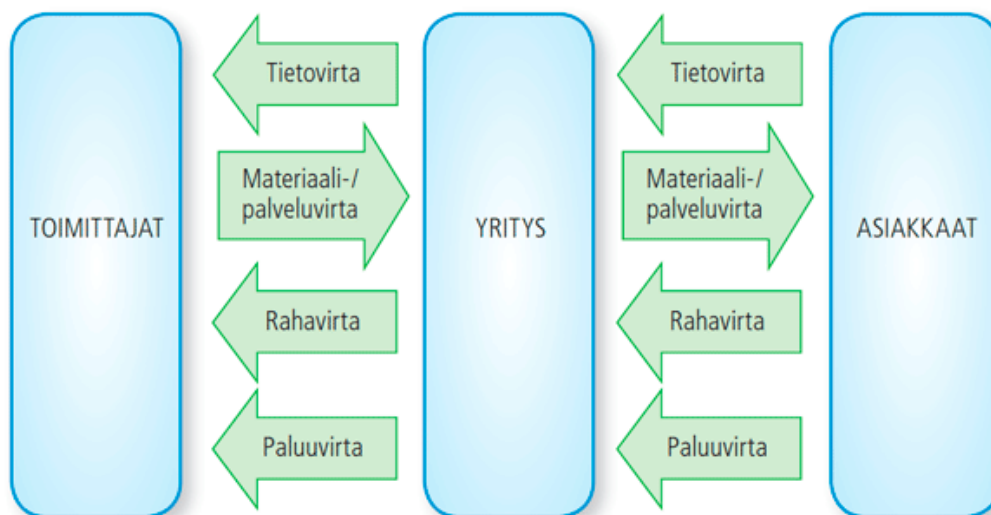 Tietovirta
Tietovirta
Materiaali-/
palveluvirta
Materiaali-/
palveluvirta
TOIMITTAJAT
YRITYS
ASIAKKAAT
Rahavirta
Rahavirta
Paluuvirta
Paluuvirta